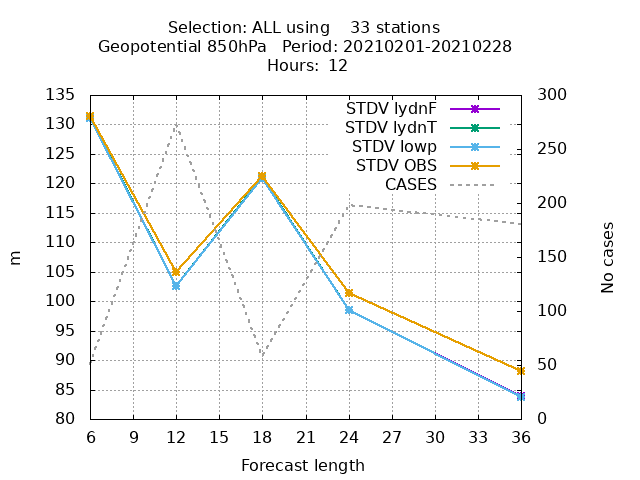 Selection: ALL using    33 stations
Geopotential 850hPa   Period: 20210201-20210228
Hours:  12
135
130
125
120
115
110
105
100
95
90
85
80
m
300
250
200
150
100
50
0
No cases
STDV lydnF
STDV lydnT
STDV lowp
STDV OBS
CASES
6 9 12 15 18 21 24 27 30 33 36
Forecast length